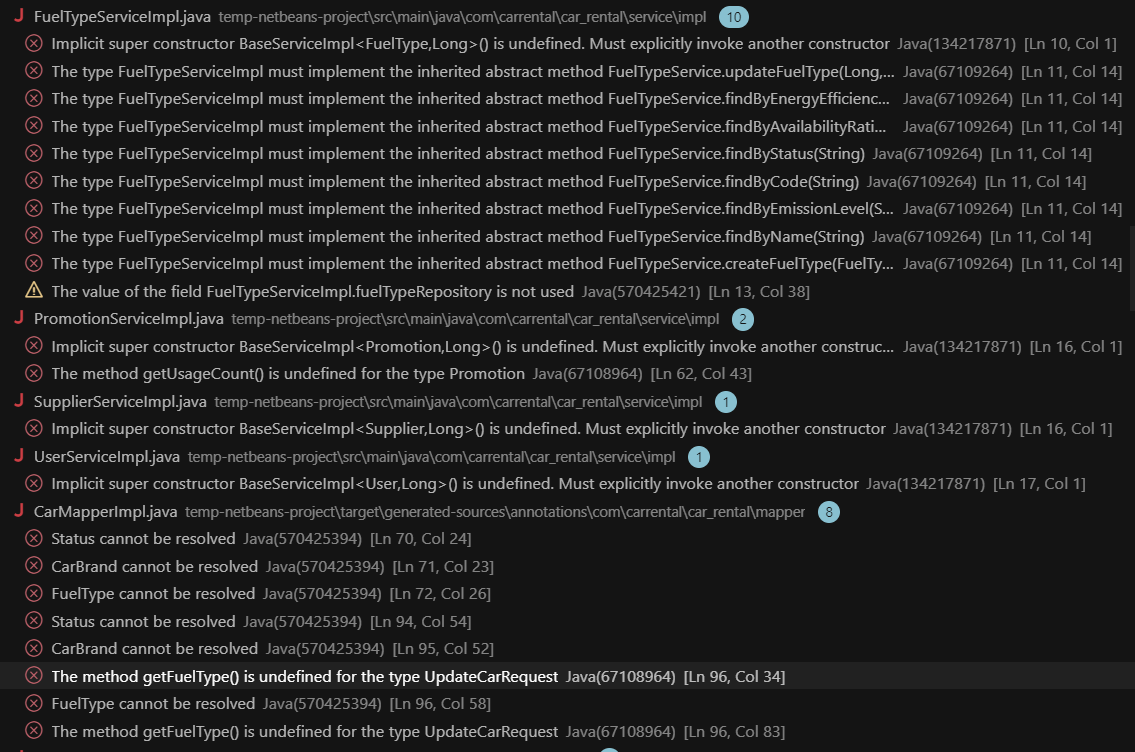 FuelTypeServiceImpl.java temp-netbeans-project\src\main\java\com\carrental\car_rental\service\impl 10
Implicit super constructor BaseServiceImpl<FuelType,Long>() is undefined. Must explicitly invoke another constructor Java(134217871) [Ln 10, Col 1]
The type FuelTypeServiceImpl must implement the inherited abstract method FuelTypeService.updateFuelType(Long,... Java(67109264) [Ln 11, Col 14]
The type FuelTypeServiceImpl must implement the inherited abstract method FuelTypeService.findByEnergyEfficienc... Java(67109264) [Ln 11, Col 14]
The type FuelTypeServiceImpl must implement the inherited abstract method FuelTypeService.findByAvailabilityRati... Java(67109264) [Ln 11, Col 14]
The type FuelTypeServiceImpl must implement the inherited abstract method FuelTypeService.findByStatus(String) Java(67109264) [Ln 11, Col 14]
The type FuelTypeServiceImpl must implement the inherited abstract method FuelTypeService.findByCode(String) Java(67109264) [Ln 11, Col 14]
The type FuelTypeServiceImpl must implement the inherited abstract method FuelTypeService.findByEmissionLevel(S... Java(67109264) [Ln 11, Col 14]
The type FuelTypeServiceImpl must implement the inherited abstract method FuelTypeService.findByName(String) Java(67109264) [Ln 11, Col 14]
The type FuelTypeServiceImpl must implement the inherited abstract method FuelTypeService.createFuelType(FuelTy... Java(67109264) [Ln 11, Col 14]
The value of the field FuelTypeServiceImpl.fuelTypeRepository is not used Java(570425421) [Ln 13, Col 38]
PromotionServiceImpl.java temp-netbeans-project\src\main\java\com\carrental\car_rental\service\impl 2
Implicit super constructor BaseServiceImpl<Promotion,Long>() is undefined. Must explicitly invoke another construc... Java(134217871) [Ln 16, Col 1]
The method getUsageCount() is undefined for the type Promotion Java(67108964) [Ln 62, Col 43]
SupplierServiceImpl.java temp-netbeans-project\src\main\java\com\carrental\car_rental\service\impl 1
Implicit super constructor BaseServiceImpl<Supplier,Long>() is undefined. Must explicitly invoke another constructor Java(134217871) [Ln 16, Col 1]
UserServiceImpl.java temp-netbeans-project\src\main\java\com\carrental\car_rental\service\impl 1
Implicit super constructor BaseServiceImpl<User,Long>() is undefined. Must explicitly invoke another constructor Java(134217871) [Ln 17, Col 1]
CarMapperImpl.java temp-netbeans-project\target\generated-sources\annotations\com\carrental\car_rental\mapper 8
Status cannot be resolved Java(570425394) [Ln 70, Col 24]
CarBrand cannot be resolved Java(570425394) [Ln 71, Col 23]
FuelType cannot be resolved Java(570425394) [Ln 72, Col 26]
Status cannot be resolved Java(570425394) [Ln 94, Col 54]
CarBrand cannot be resolved Java(570425394) [Ln 95, Col 52]
The method getFuelType() is undefined for the type UpdateCarRequest Java(67108964) [Ln 96, Col 34]
FuelType cannot be resolved Java(570425394) [Ln 96, Col 58]
The method getFuelType() is undefined for the type UpdateCarRequest Java(67108964) [Ln 96, Col 83]